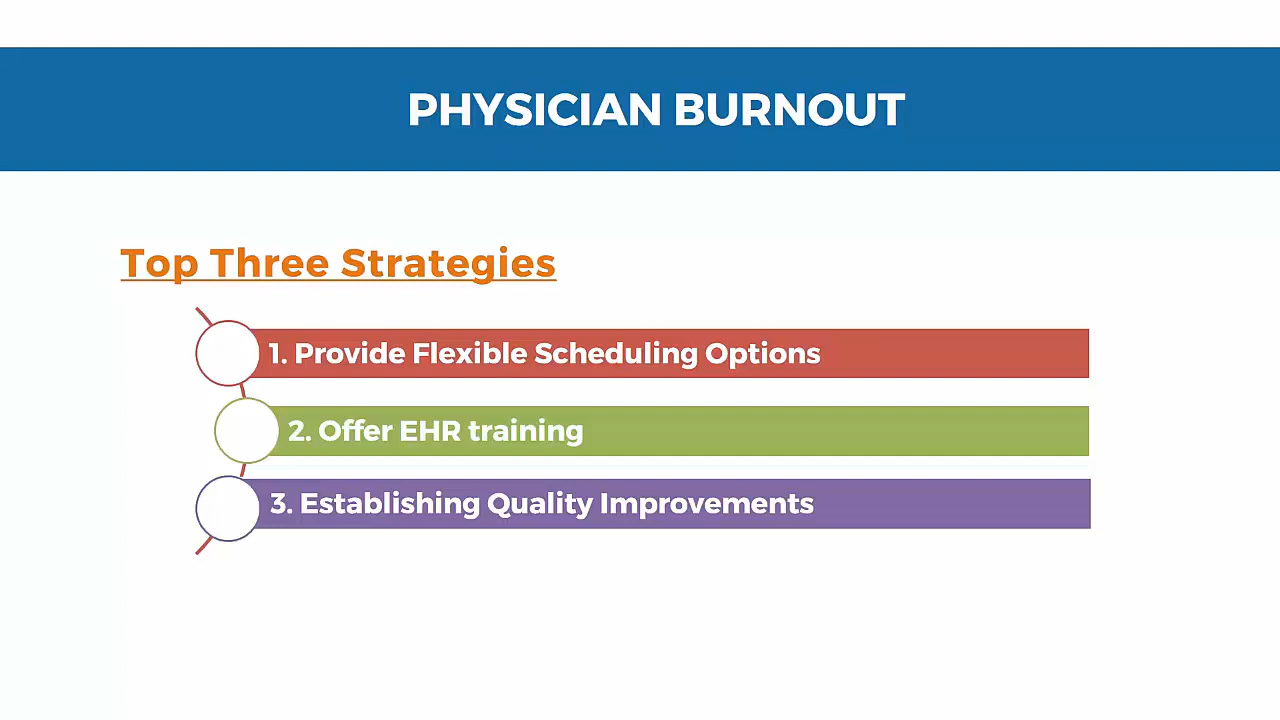 PHYSICIAN BURNOUT
Top Three Strategies
1. Provide Flexible Scheduling Options
2. Offer EHR training
3. Establishing Quality Improvements